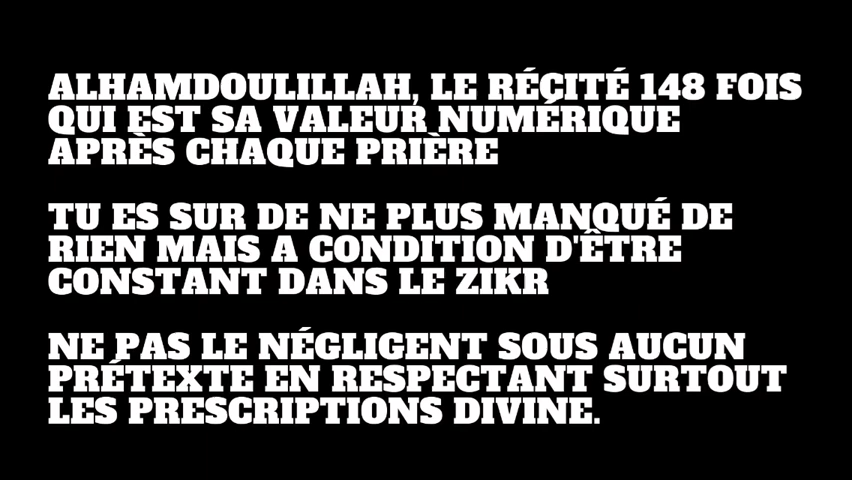 ALHAMDOULILLAH, LE RÉCITÉ 148 FOIS
QUI EST SA VALEUR NUMÉRIQUE
APRÈS CHAQUE PRIÈRE
TU ES SUR DE NE PLUS MANQUÉ DE
RIEN MAIS A CONDITION D'ÊTRE
CONSTANT DANS LE ZIKR
NE PAS LE NÉGLIGENT SOUS AUCUN
PRÉTEXTE EN RESPECTANT SURTOUT
LES PRESCRIPTIONS DIVINE.